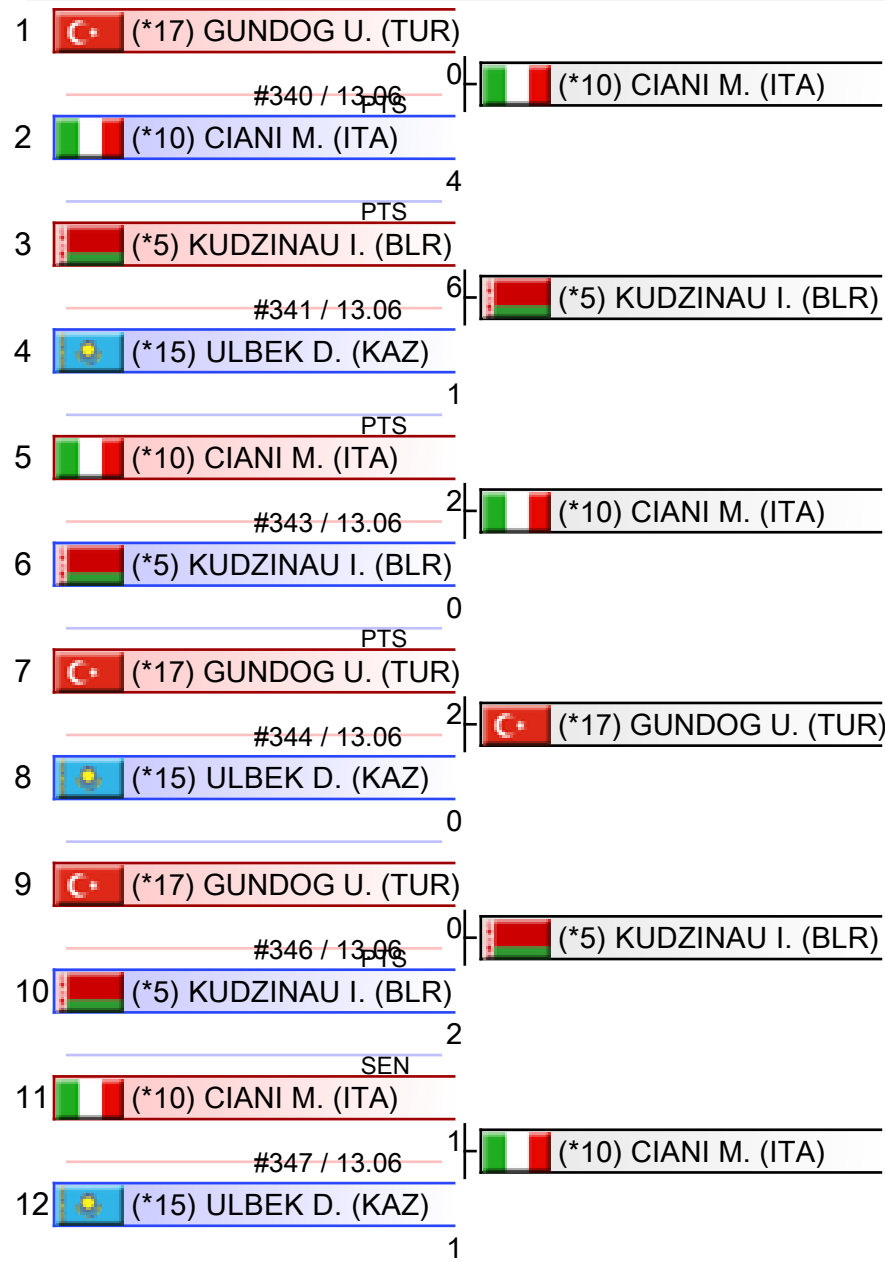 1 (*17) GUNDOG U. (TUR)
0 (*10) CIANI M. (ITA)
#340 / 13.06
PTS
2 (*10) CIANI M. (ITA)
4
PTS
3 (*5) KUDZINAU I. (BLR)
6 (*5) KUDZINAU I. (BLR)
#341 / 13.06
4 (*15) ULBEK D. (KAZ)
1
PTS
5 (*10) CIANI M. (ITA)
2 (*10) CIANI M. (ITA)
#343 / 13.06
6 (*5) KUDZINAU I. (BLR)
0
PTS
7 (*17) GUNDOG U. (TUR)
2 (*17) GUNDOG U. (TUR)
#344 / 13.06
8 (*15) ULBEK D. (KAZ)
0
9 (*17) GUNDOG U. (TUR)
0 (*5) KUDZINAU I. (BLR)
#346 / 13.06
PTS
10 (*5) KUDZINAU I. (BLR)
2
SEN
11 (*10) CIANI M. (ITA)
1 (*10) CIANI M. (ITA)
#347 / 13.06
12 (*15) ULBEK D. (KAZ)
1